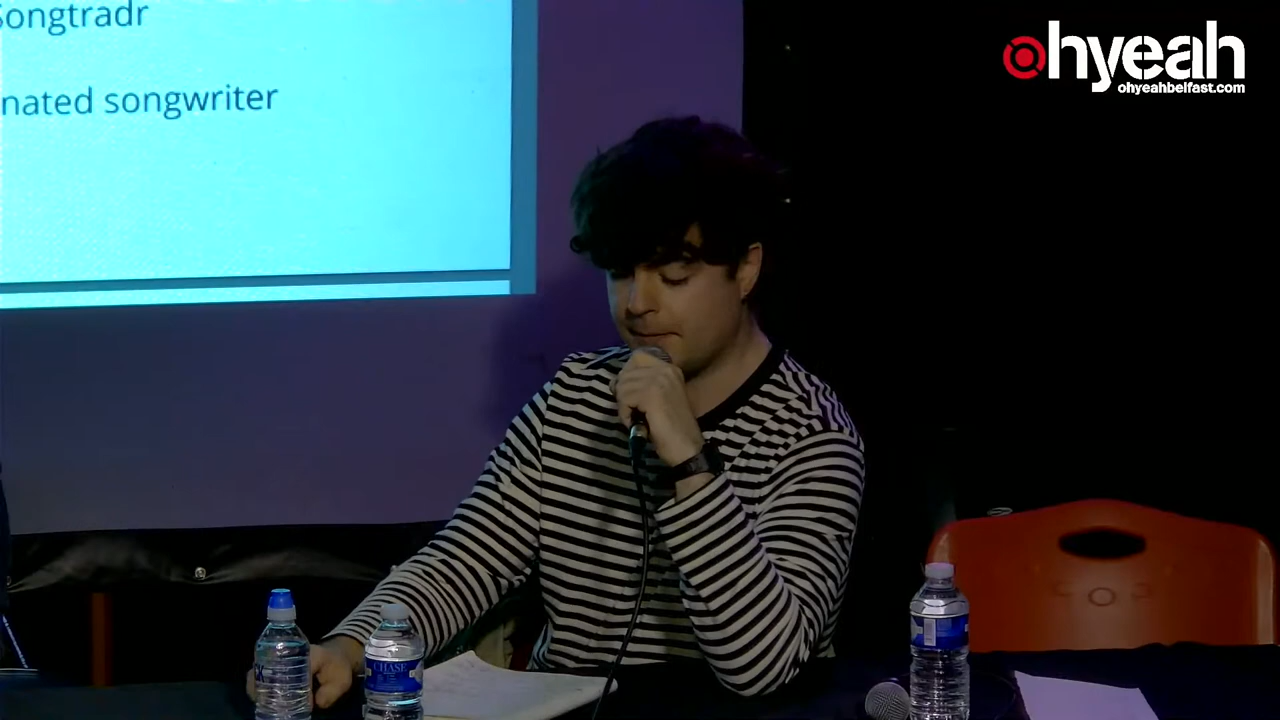 Songtradr
nated songwriter
ohyeah
ohyeahbelfast.com
CHASE